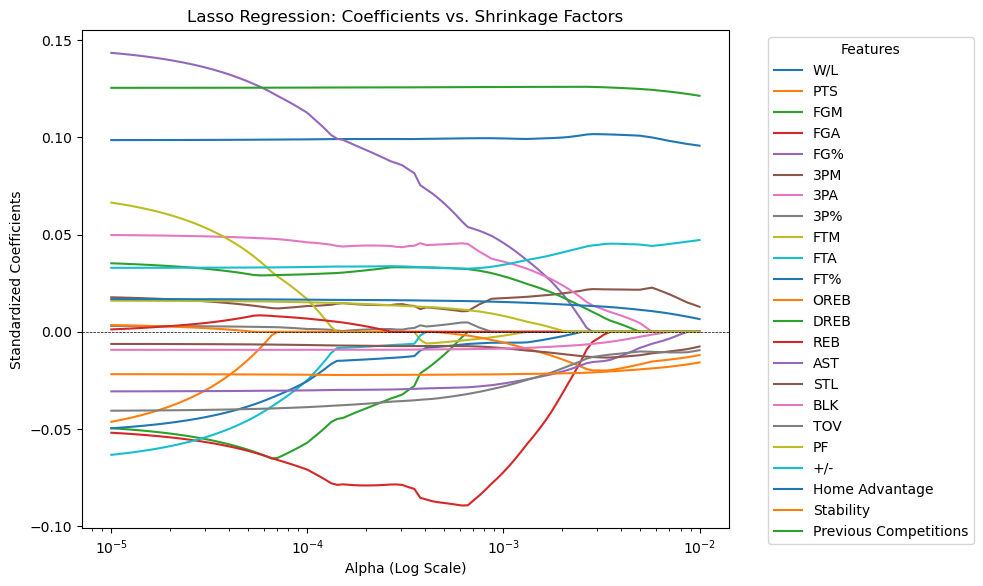 Lasso Regression: Coefficients vs. Shrinkage Factors
Standardized Coefficients
0.15
0.10
0.05
0.00
−0.05
−0.10
10⁻⁵
10⁻⁴
10⁻³
10⁻²
Alpha (Log Scale)
Features
W/L
PTS
FGM
FGA
FG%
3PM
3PA
3P%
FTM
FTA
FT%
OREB
DREB
REB
AST
STL
BLK
TOV
PF
+/-
Home Advantage
Stability
Previous Competitions